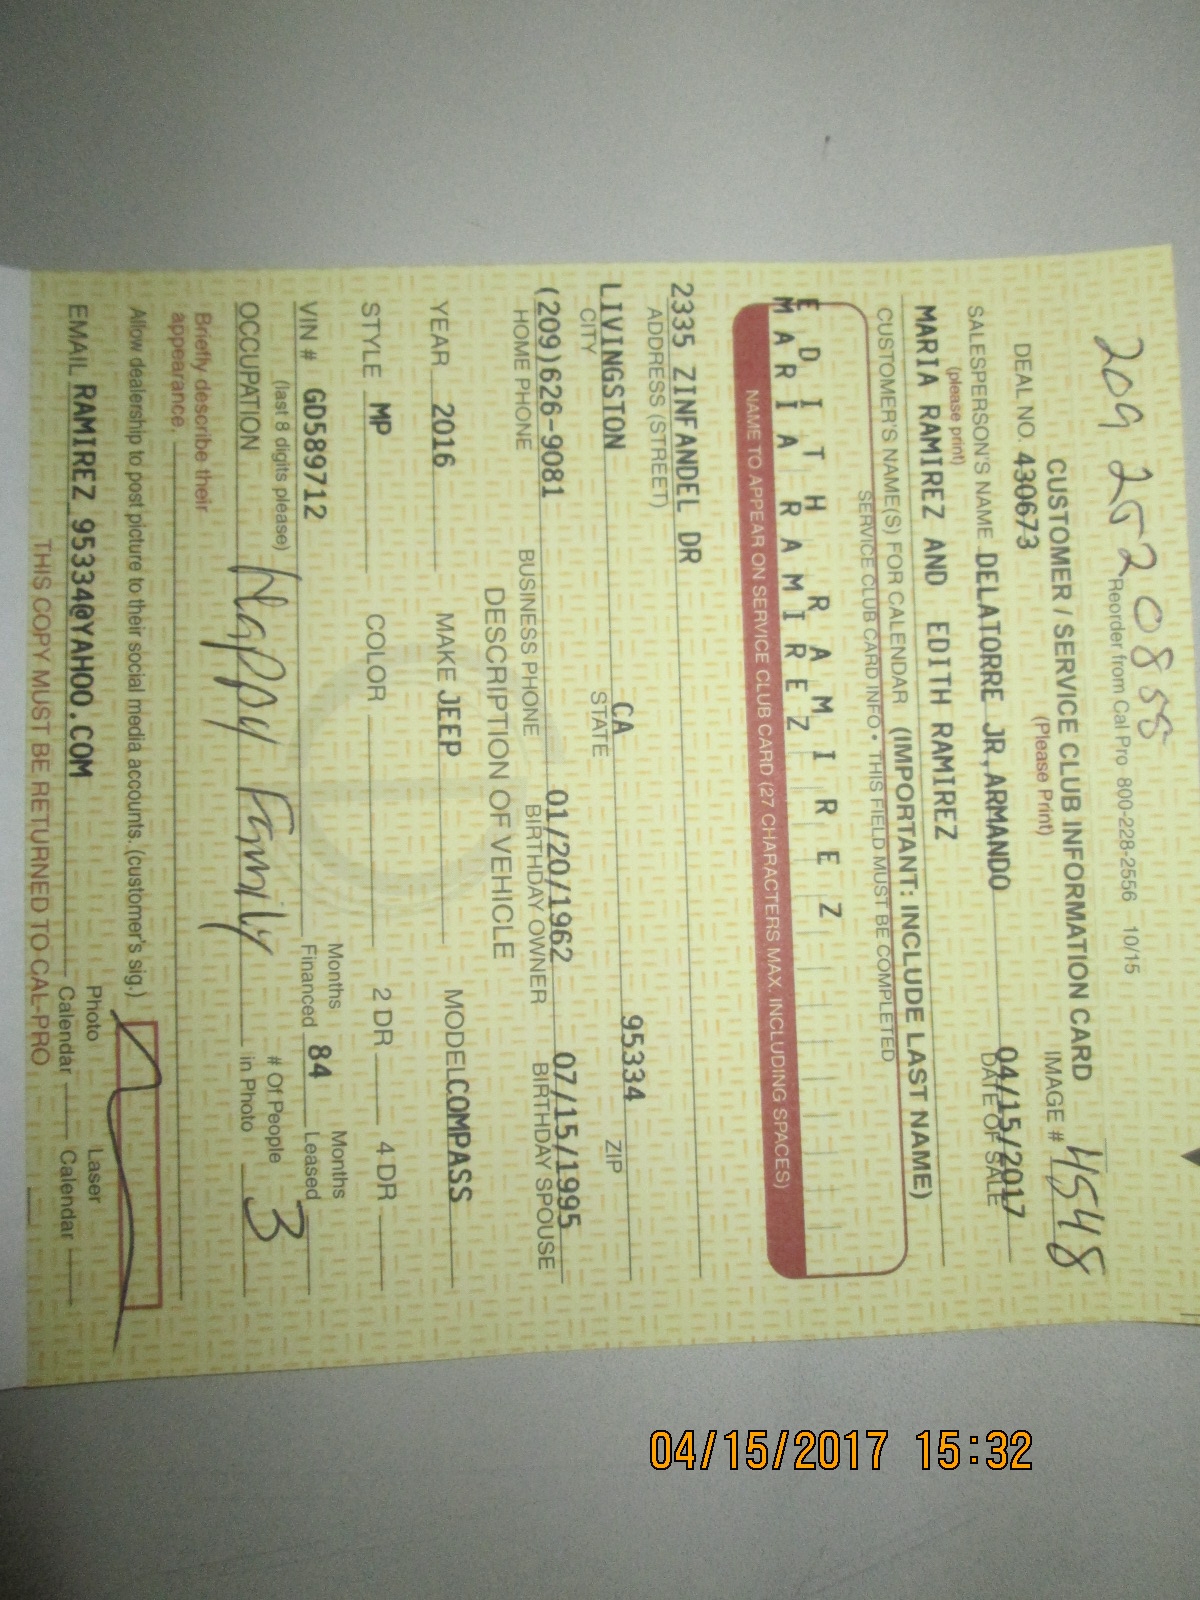 209 252 0855
Reorder from Cal Pro 800-228-2556 10/15
CUSTOMER / SERVICE CLUB INFORMATION CARD
(Please Print)
IMAGE # 4548
DEAL NO. 430673
04/15/2017
DATE OF SALE
SALESPERSON'S NAME DELATORRE JR,ARMANDO
(please print)
MARIA RAMIREZ AND EDITH RAMIREZ
CUSTOMER'S NAME(S) FOR CALENDAR (IMPORTANT: INCLUDE LAST NAME)
SERVICE CLUB CARD INFO • THIS FIELD MUST BE COMPLETED
EDITH RAMIREZ
MARIA RAMIREZ
NAME TO APPEAR ON SERVICE CLUB CARD (27 CHARACTERS MAX. INCLUDING SPACES)
2335 ZINFANDEL DR
ADDRESS (STREET)
LIVINGSTON CA 95334
CITY STATE ZIP
(209)626-9081 01/20/1962 07/15/1995
HOME PHONE BUSINESS PHONE BIRTHDAY OWNER BIRTHDAY SPOUSE
DESCRIPTION OF VEHICLE
YEAR 2016 MAKE JEEP MODEL COMPASS
STYLE MP COLOR 2 DR 4 DR
VIN # GD589712 Months Financed 84 Months Leased
(last 8 digits please)
OCCUPATION Happy Family # Of People in Photo 3
Briefly describe their
appearance.
Allow dealership to post picture to their social media accounts. (customer's sig.)
EMAIL RAMIREZ 95334@YAHOO.COM Photo Calendar Laser Calendar
THIS COPY MUST BE RETURNED TO CAL-PRO
04/15/2017 15:32